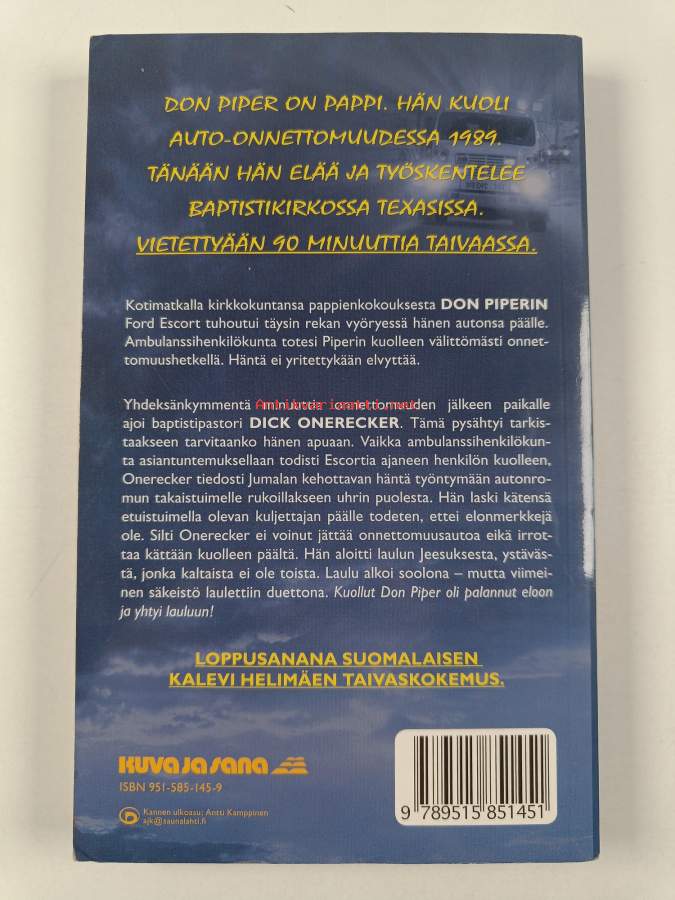 DON PIPER ON PAPPI. HÄN KUOLI
AUTO-ONNETTOMUUDESSA 1989.
TÄNÄÄN HÄN ELÄÄ JA TYÖSKENTELEE
BAPTISTIKIRKOSSA TEXASISSA.
VIETETTYÄÄN 90 MINUUTTIA TAIVAASSA.
Kotimatkalla kirkkokuntansa pappienkokouksesta DON PIPERIN
Ford Escort tuhoutui täysin rekan vyöryessä hänen autonsa päälle.
Ambulanssihenkilökunta totesi Piperin kuolleen välittömästi onnet-
tomuushetkellä. Häntä ei yritettykään elvyttää.
Yhdeksänkymmentä minuuttia onnettomuuden jälkeen paikalle
Antikvariaatti.net
ajoi baptistipastori DICK ONERECKER. Tämä pysähtyi tarkis-
taakseen tarvitaanko hänen apuaan. Vaikka ambulanssihenkilökun-
ta asiantuntemuksellaan todisti Escortia ajaneen henkilön kuolleen,
Onerecker tiedosti Jumalan kehottavan häntä työntymään autonro-
mun takaistuimelle rukoillakseen uhrin puolesta. Hän laski kätensä
etuistuimella olevan kuljettajan päälle todeten, ettei elonmerkkejä
ole. Silti Onerecker ei voinut jättää onnettomuusautoa eikä irrot-
taa kättään kuolleen päältä. Hän aloitti laulun Jeesuksesta, ystäväs-
tä, jonka kaltaista ei ole toista. Laulu alkoi soolona – mutta viimei-
nen säkeistö laulettiin duettona. Kuollut Don Piper oli palannut eloon
ja yhtyi lauluun!
LOPPUSANANA SUOMALAISEN
KALEVI HELIMÄEN TAIVASKOKEMUS.
KUVA JA SANA
ISBN 951-585-145-9
Kannen ulkoasu: Antti Kamppinen
ajk@saunalahti.fi
9 789515 851451